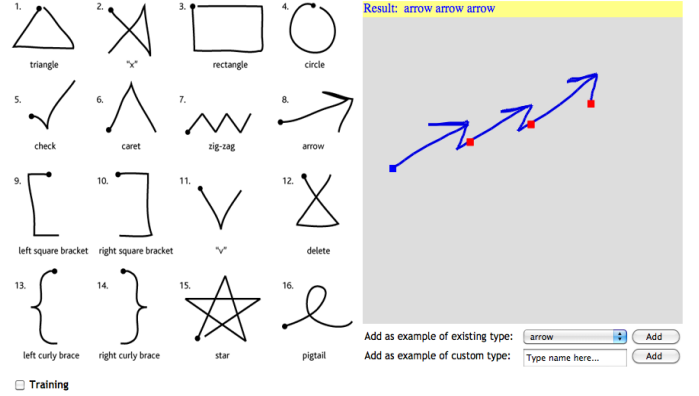 Result: arrow arrow arrow
1. 2. 3. 4.
triangle "x" rectangle circle
5. 6. 7. 8.
check caret zig-zag arrow
9. 10. 11. 12.
left square bracket right square bracket "v" delete
13. 14. 15. 16.
left curly brace right curly brace star pigtail
Training
Add as example of existing type: arrow Add
Add as example of custom type: Type name here... Add